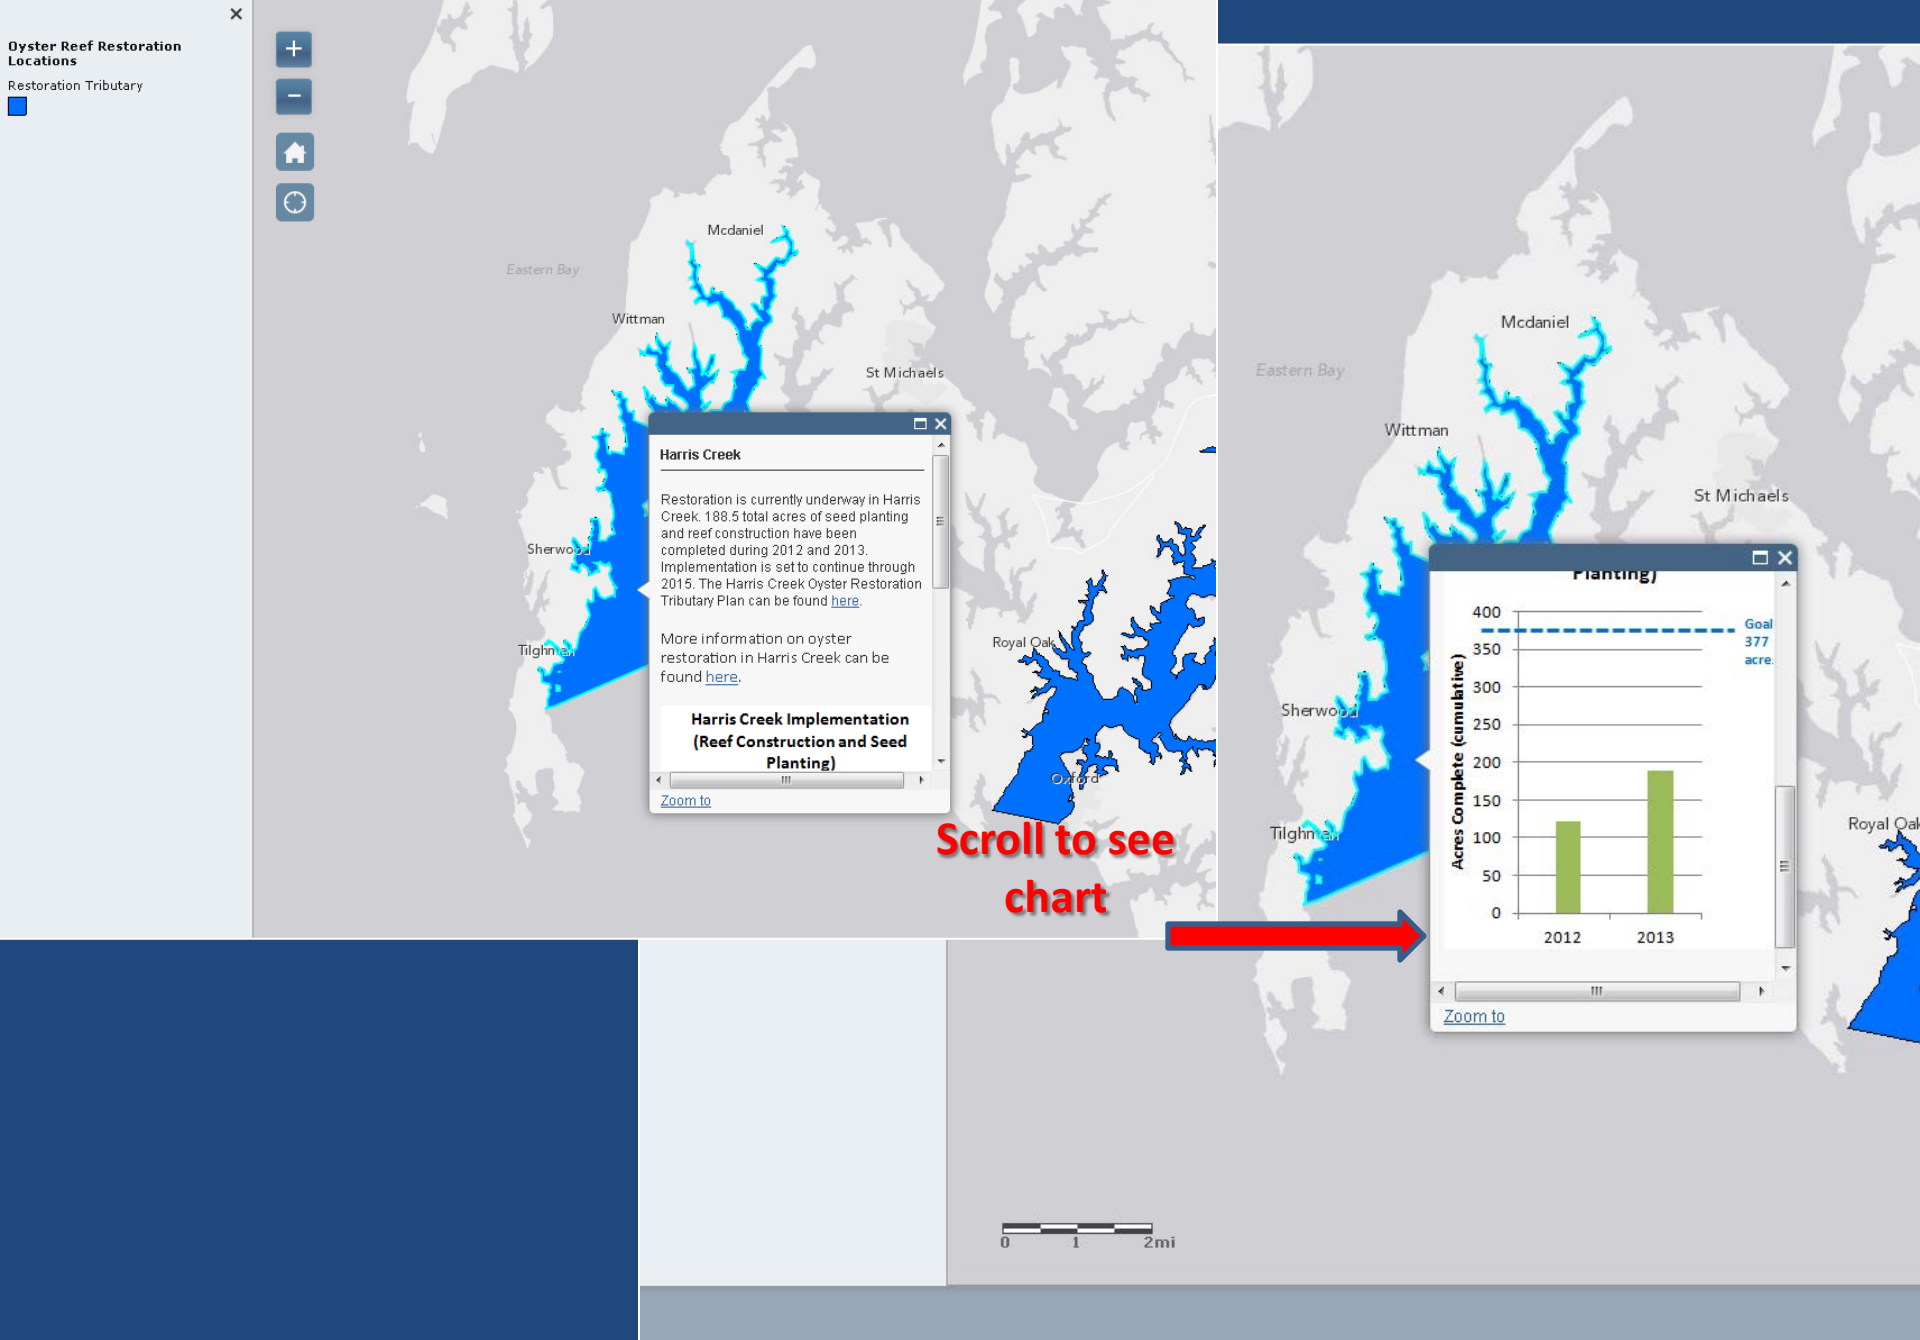 Oyster Reef Restoration
Locations
Restoration Tributary
Mcdaniel
Eastern Bay
Wittman
St Michaels
Harris Creek
Restoration is currently underway in Harris
Creek. 188.5 total acres of seed planting
and reef construction have been
completed during 2012 and 2013.
Implementation is set to continue through
2015. The Harris Creek Oyster Restoration
Tributary Plan can be found here.
More information on oyster
restoration in Harris Creek can be
found here.
Harris Creek Implementation
(Reef Construction and Seed
Planting)
Zoom to
Sherwood
Tilghman
Royal Oak
Oxford
Scroll to see
chart
Mcdaniel
Eastern Bay
Wittman
St Michaels
Sherwood
Tilghman
Royal Oak
Planting)
Acres Complete (cumulative)
400
350
300
250
200
150
100
50
0
2012
2013
Goal
377
acre
Zoom to
0 1 2mi